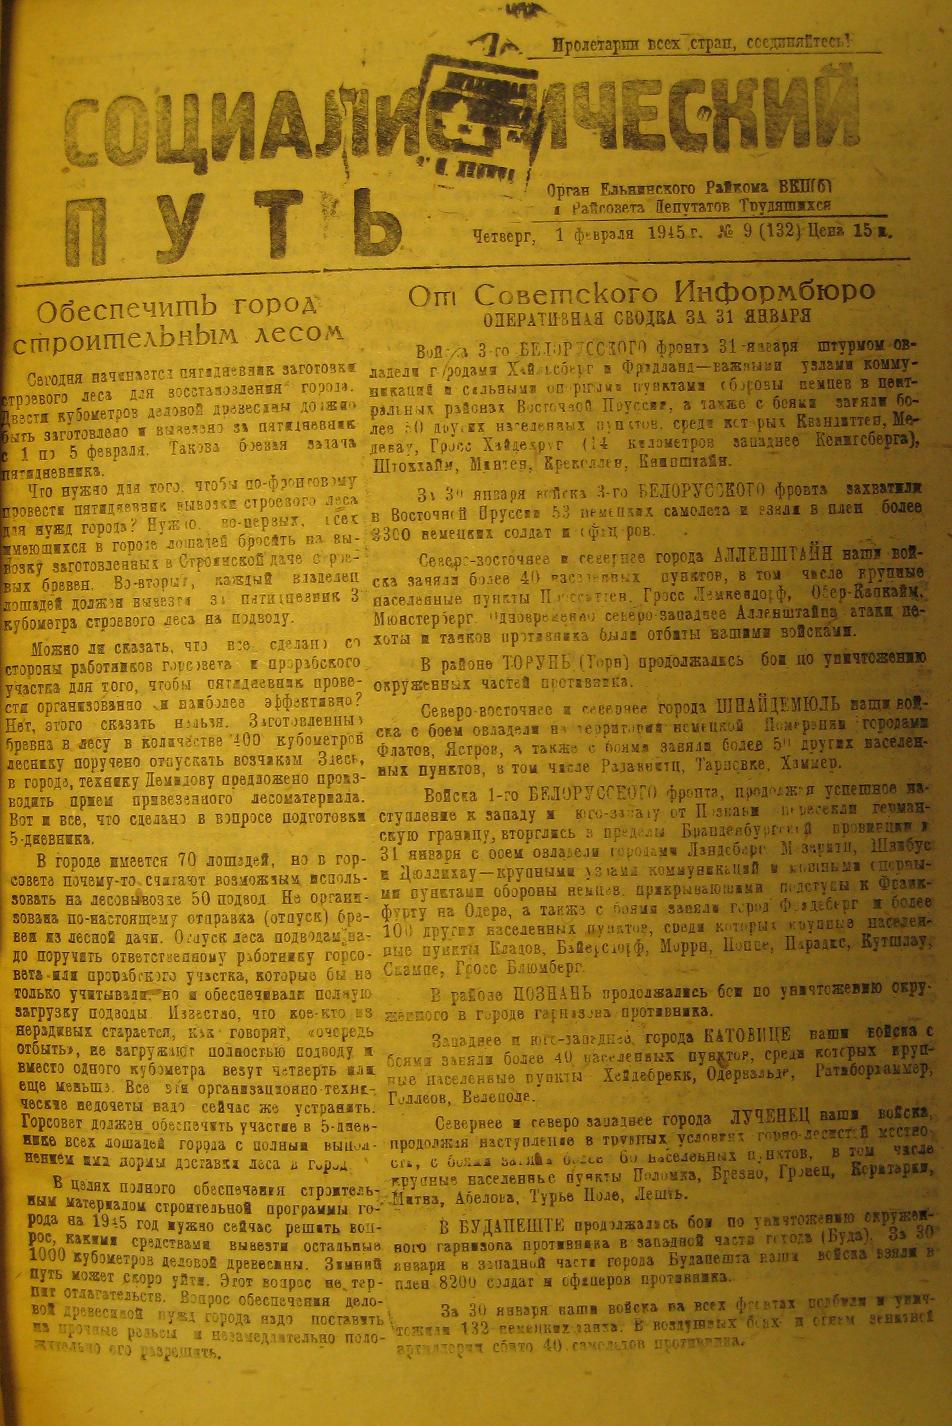 Пролетарии всех стран, соединяйтесь!
СОЦИАЛИСТИЧЕСКИЙ
ПУТЬ
Орган Ельнинского Райкома ВКП(б)
и Райсовета Депутатов Трудящихся
Четверг, 1 февраля 1945 г. № 9 (132) Цена 15 к.
Обеспечить город
строительным лесом
Сегодня начинается пятидневник заготовки
строевого леса для восстановления города.
Двести кубометров деловой древесины должно
быть заготовлено и вывезено за пятидневник
с 1 по 5 февраля. Такова боевая задача
пятидневника.
Что нужно для того, чтобы по-фронтовому
провести пятидневник вывозки строевого леса
для нужд города? Нужно, во-первых, всех
имеющихся в городе лошадей бросить на вы-
возку заготовленных в даче строе-
вых бревен. Во-вторых, каждый владелец
лошадей должен вывезти за пятидневник 3
кубометра строевого леса на подводу.
Можно ли сказать, что все сделано со
стороны работников горсовета и прорабского
участка для того, чтобы пятидневник прове-
сти организованно и наиболее эффективно?
Нет, этого сказать нельзя. Заготовленные
бревна в лесу в количестве 400 кубометров
леснику поручено отпускать возчикам Здесь,
в городе, технику Демидову предложено произ-
водить прием привезенного лесоматериала.
Вот и все, что сделано в вопросе подготовки
5-дневника.
В городе имеется 70 лошадей, но в гор-
совете почему-то считают возможным исполь-
зовать на лесовывозке 50 подвод. Не органи-
зована по-настоящему отправка (отпуск) бре-
вен из лесной дачи. Отпуск леса подводам на-
до поручить ответственному работнику горсо-
вета или прорабского участка, которые бы не
только учитывали, но и обеспечивали полную
загрузку подводы. Известно, что кое-кто из
нерадивых старается, как говорят, «очередь
отбыть», не загружают полностью подводу и
вместо одного кубометра везут четверть или
еще меньше. Все эти организационно-техни-
ческие недочеты надо сейчас же устранить.
Горсовет должен обеспечить участие в 5-днев-
нике всех лошадей города с полным выпол-
нением ими нормы доставки леса в город
В целях полного обеспечения строитель-
ным материалом строительной программы го-
рода на 1945 год нужно сейчас решить воп-
рос, какими средствами вывезти остальные
1000 кубометров деловой древесины. Зимний
путь может скоро уйти. Этот вопрос не тер-
пит отлагательств. Вопрос обеспечения дело-
вой древесиной нужд города надо поставить
на прочные рельсы и незамедлительно поло-
жительно его разрешить.
От Советского Информбюро
ОПЕРАТИВНАЯ СВОДКА ЗА 31 ЯНВАРЯ
Войска 3-го БЕЛОРУССКОГО фронта 31 января штурмом ов-
ладели городами Хайльсберг и Фридланд—важными узлами комму-
никаций и сильными опорными пунктами обороны немцев в цент-
ральных районах Восточной Пруссии, а также с боями заняли бо-
лее 50 других населенных пунктов, среди которых Кваншттен, Ме-
денау, Гросс Хайдекруг (14 километров западнее Кенигсберга),
Штокхайм, Мантен, Креколлен, Кавштайн.
За 30 января войска 3-го БЕЛОРУССКОГО фронта захватили
в Восточной Пруссии 53 немецких самолета и взяли в плен более
3300 немецких солдат и офицеров.
Северо-восточнее и севернее города АЛЛЕНШТАЙН наши вой-
ска заняли более 40 населенных пунктов, в том числе крупные
населенные пункты Гросс Лемкендорф, Обер-Капкайм,
Мюнстерберг Одновременно северо-западнее Алленштайна атаки пе-
хоты и танков противника были отбиты нашими войсками.
В районе ТОРУНЬ (Торн) продолжались бои по уничтожению
окруженных частей противника.
Северо-восточнее и севернее города ШНАЙДЕМЮЛЬ наши вой-
ска с боем овладели на территории немецкой Померании городами
Флатов, Ястров, а также с боями заняли более 50 других населен-
ных пунктов, в том числе Радавнитц, Тарновке, Хаммер.
Войска 1-го БЕЛОРУССКОГО фронта, продолжая успешное на-
ступление к западу и юго-западу от Познани пересекли герман-
скую границу, вторглись в пределы Бранденбургской провинции и
31 января с боем овладели городами Ландсберг, Мезеритц, Швибус
и Цюллихау—крупными узлами коммуникаций и сильными опорны-
ми пунктами обороны немцев, прикрывающими подступы к Франк-
фурту на Одере, а также с боями заняли город Фридеберг и более
100 других населенных пунктов, среди которых крупные населен-
ные пункты Кладов, Байерсдорф, Моррн, Поппе, Парадис, Кутшлау,
Скампе, Гросс Блюмберг.
В районе ПОЗНАНЬ продолжались бои по уничтожению окру-
женного в городе гарнизона противника.
Западнее и юго-западнее города КАТОВИЦЕ наши войска с
боями заняли более 40 населенных пунктов, среди которых круп-
ные населенные пункты Хейдебрекк, Одервальде, Ратиборхаммер,
Голлеов, Велеполе.
Севернее и северо западнее города ЛУЧЕНЕЦ наши войска,
продолжая наступление в трудных условиях горно-лесистой местно-
сти, с боями заняли более 60 населенных пунктов, в том числе
крупные населенные пункты Поломка, Брезно, Гронец, Кокитарки,
Митна, Абелова, Турье Поле, Лешть.
В БУДАПЕШТЕ продолжались бои по уничтожению окружен-
ного гарнизона противника в западной части города (Буда). За 30
января в западной части города Будапешта наши войска взяли в
плен 8200 солдат и офицеров противника.
За 30 января наши войска на всех фронтах подбили и унич-
тожили 132 немецких танка. В воздушных боях и огнем зенитной
артиллерии сбито 40 самолетов противника.